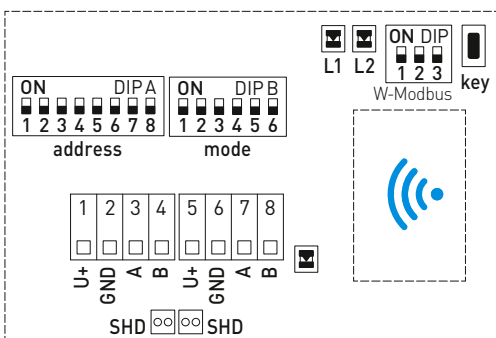 ON DIP
1 2 3
L1 L2
W-Modbus
key
ON DIP A
1 2 3 4 5 6 7 8
address
ON DIP B
1 2 3 4 5 6
mode
1 2 3 4 5 6 7 8
U+ GND A B U+ GND A B
SHD SHD